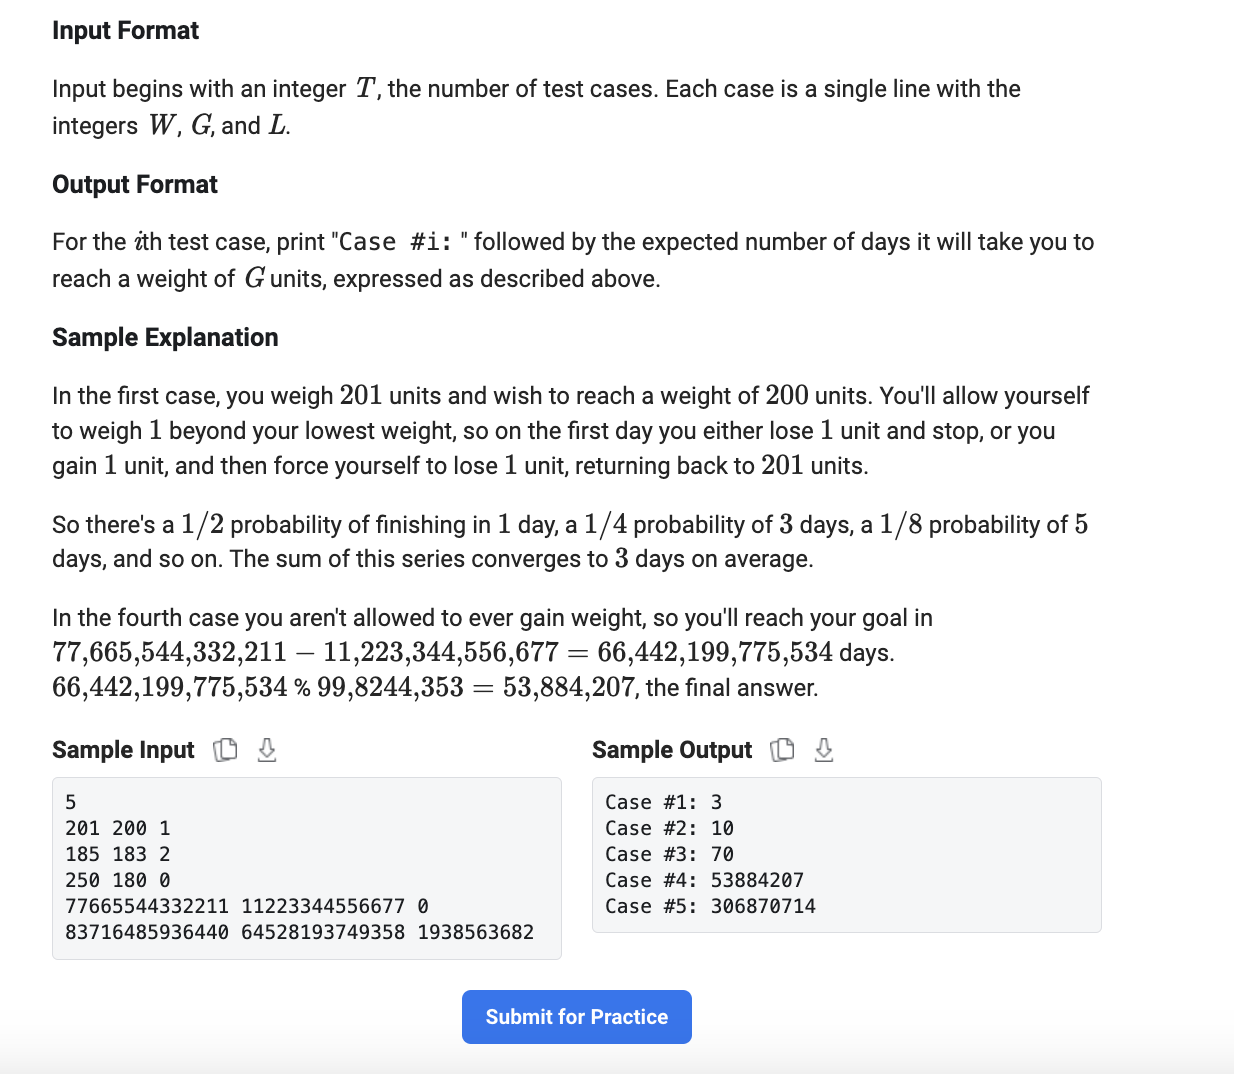 Input Format
Input begins with an integer T, the number of test cases. Each case is a single line with the
integers W, G, and L.
Output Format
For the ith test case, print "Case #i: " followed by the expected number of days it will take you to
reach a weight of G units, expressed as described above.
Sample Explanation
In the first case, you weigh 201 units and wish to reach a weight of 200 units. You'll allow yourself
to weigh 1 beyond your lowest weight, so on the first day you either lose 1 unit and stop, or you
gain 1 unit, and then force yourself to lose 1 unit, returning back to 201 units.
So there's a 1/2 probability of finishing in 1 day, a 1/4 probability of 3 days, a 1/8 probability of 5
days, and so on. The sum of this series converges to 3 days on average.
In the fourth case you aren't allowed to ever gain weight, so you'll reach your goal in
77,665,544,332,211 − 11,223,344,556,677 = 66,442,199,775,534 days.
66,442,199,775,534 % 99,8244,353 = 53,884,207, the final answer.
Sample Input
5
201 200 1
185 183 2
250 180 0
77665544332211 11223344556677 0
83716485936440 64528193749358 1938563682
Sample Output
Case #1: 3
Case #2: 10
Case #3: 70
Case #4: 53884207
Case #5: 306870714
Submit for Practice